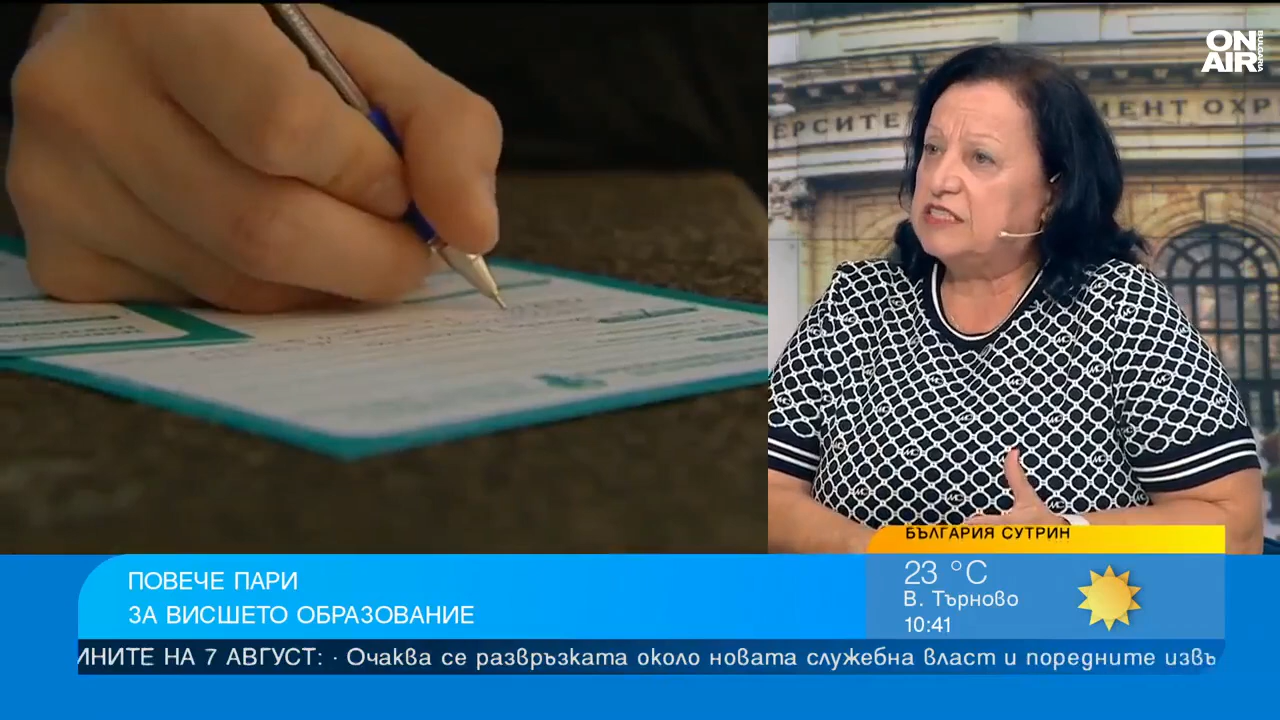 ON
AIR
BULGARIA
ЕРСИТЕ
МЕНТ ОХР
БЪЛГАРИЯ СУТРИН
23 °C
В. Търново
10:41
ПОВЕЧЕ ПАРИ
ЗА ВИСШЕТО ОБРАЗОВАНИЕ
ИНИТЕ НА 7 АВГУСТ: · Очаква се развръзката около новата служебна власт и поредните извъ